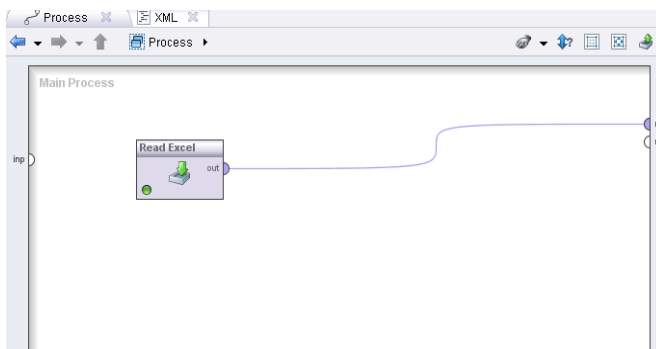 Process XML
Process
Main Process
Read Excel
inp
out